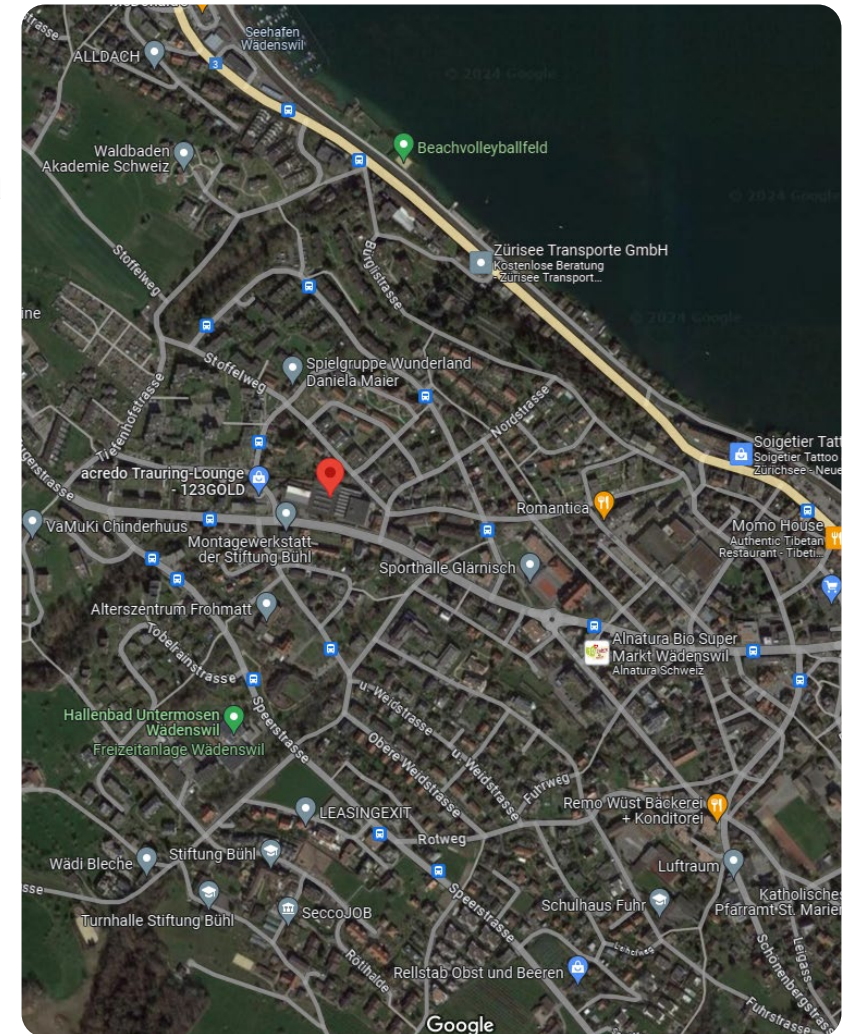 Seehafen
Wädenswil
ALLDACH
3
© 2024 Google
Waldbaden
Akademie Schweiz
Beachvolleyballfeld
© 2024 Google
Stoffelweg
Bürglistrasse
Zürisee Transporte GmbH
Kostenlose Beratung
- Zürisee Transport...
© 2024 Google
Stoffelweg
Spielgruppe Wunderland
Daniela Maier
Nordstrasse
Tiefenhofstrasse
acredo Trauring-Lounge
- 123GOLD
Soigetier Tatt
Soigetier Tattoo
Zürichsee - Neue
Romantica
VaMuKi Chinderhuus
Montagewerkstatt
der Stiftung Bühl
Momo House
Authentic Tibetan
Restaurant - Tibeti...
Sporthalle Glärnisch
Alterszentrum Frohmatt
Tobelrainstrasse
Alnatura Bio Super
Markt Wädenswil
Alnatura Schweiz
u. Weidstrasse
Hallenbad Untermosen
Wädenswil
Freizeitanlage Wädenswil
Speerstrasse
Obere Weidstrasse
u. Weidstrasse
Fuhrweg
Remo Wüst Bäckerei
+ Konditorei
LEASINGEXIT
Rotweg
Wädi Bleche
Stiftung Bühl
Luftraum
Turnhalle Stiftung Bühl
SeccoJOB
Speerstrasse
Schulhaus Fuhr
Katholisches
Pfarramt St. Marien
Rötihalde
Rellstab Obst und Beeren
Schönenbergstrasse
Leigass
Fuhrstrasse
Google